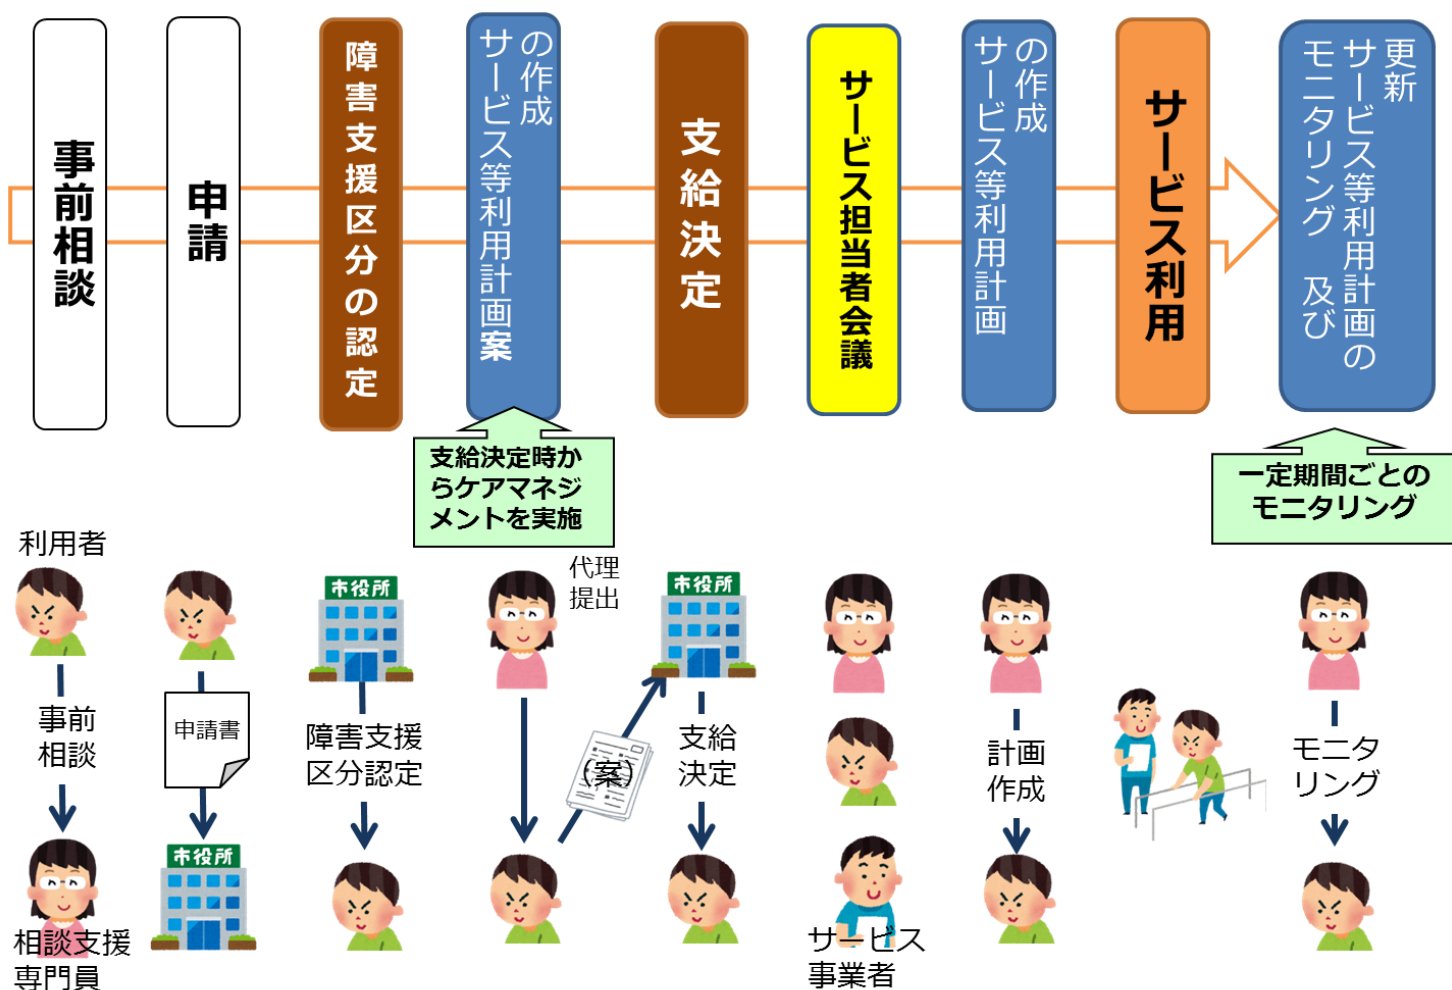 事前相談
申請
障害支援区分の認定
サービス等利用計画案
の作成
支給決定
サービス担当者会議
サービス等利用計画
の作成
サービス利用
モニタリング 及び
サービス等利用計画の
更新
支給決定時か
らケアマネジ
メントを実施
一定期間ごとの
モニタリング
利用者
事前
相談
相談支援
専門員
申請書
市役所
市役所
障害支援
区分認定
代理
提出
(案)
市役所
支給
決定
サービス
事業者
計画
作成
モニタ
リング